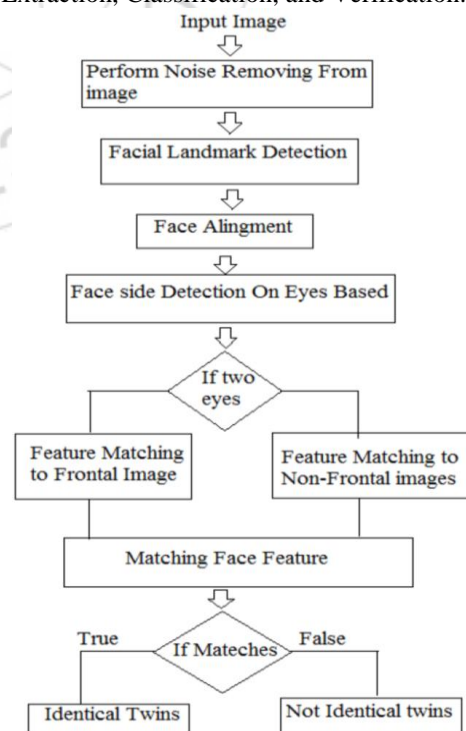 Extraction, Classification, and Verification.
Input Image
Perform Noise Removing From
image
Facial Landmark Detection
Face Alingment
Face side Detection On Eyes Based
If two
eyes
Feature Matching
to Frontal Image
Feature Matching to
Non-Frontal images
Matching Face Feature
If Mateches
True
False
Identical Twins
Not Identical twins